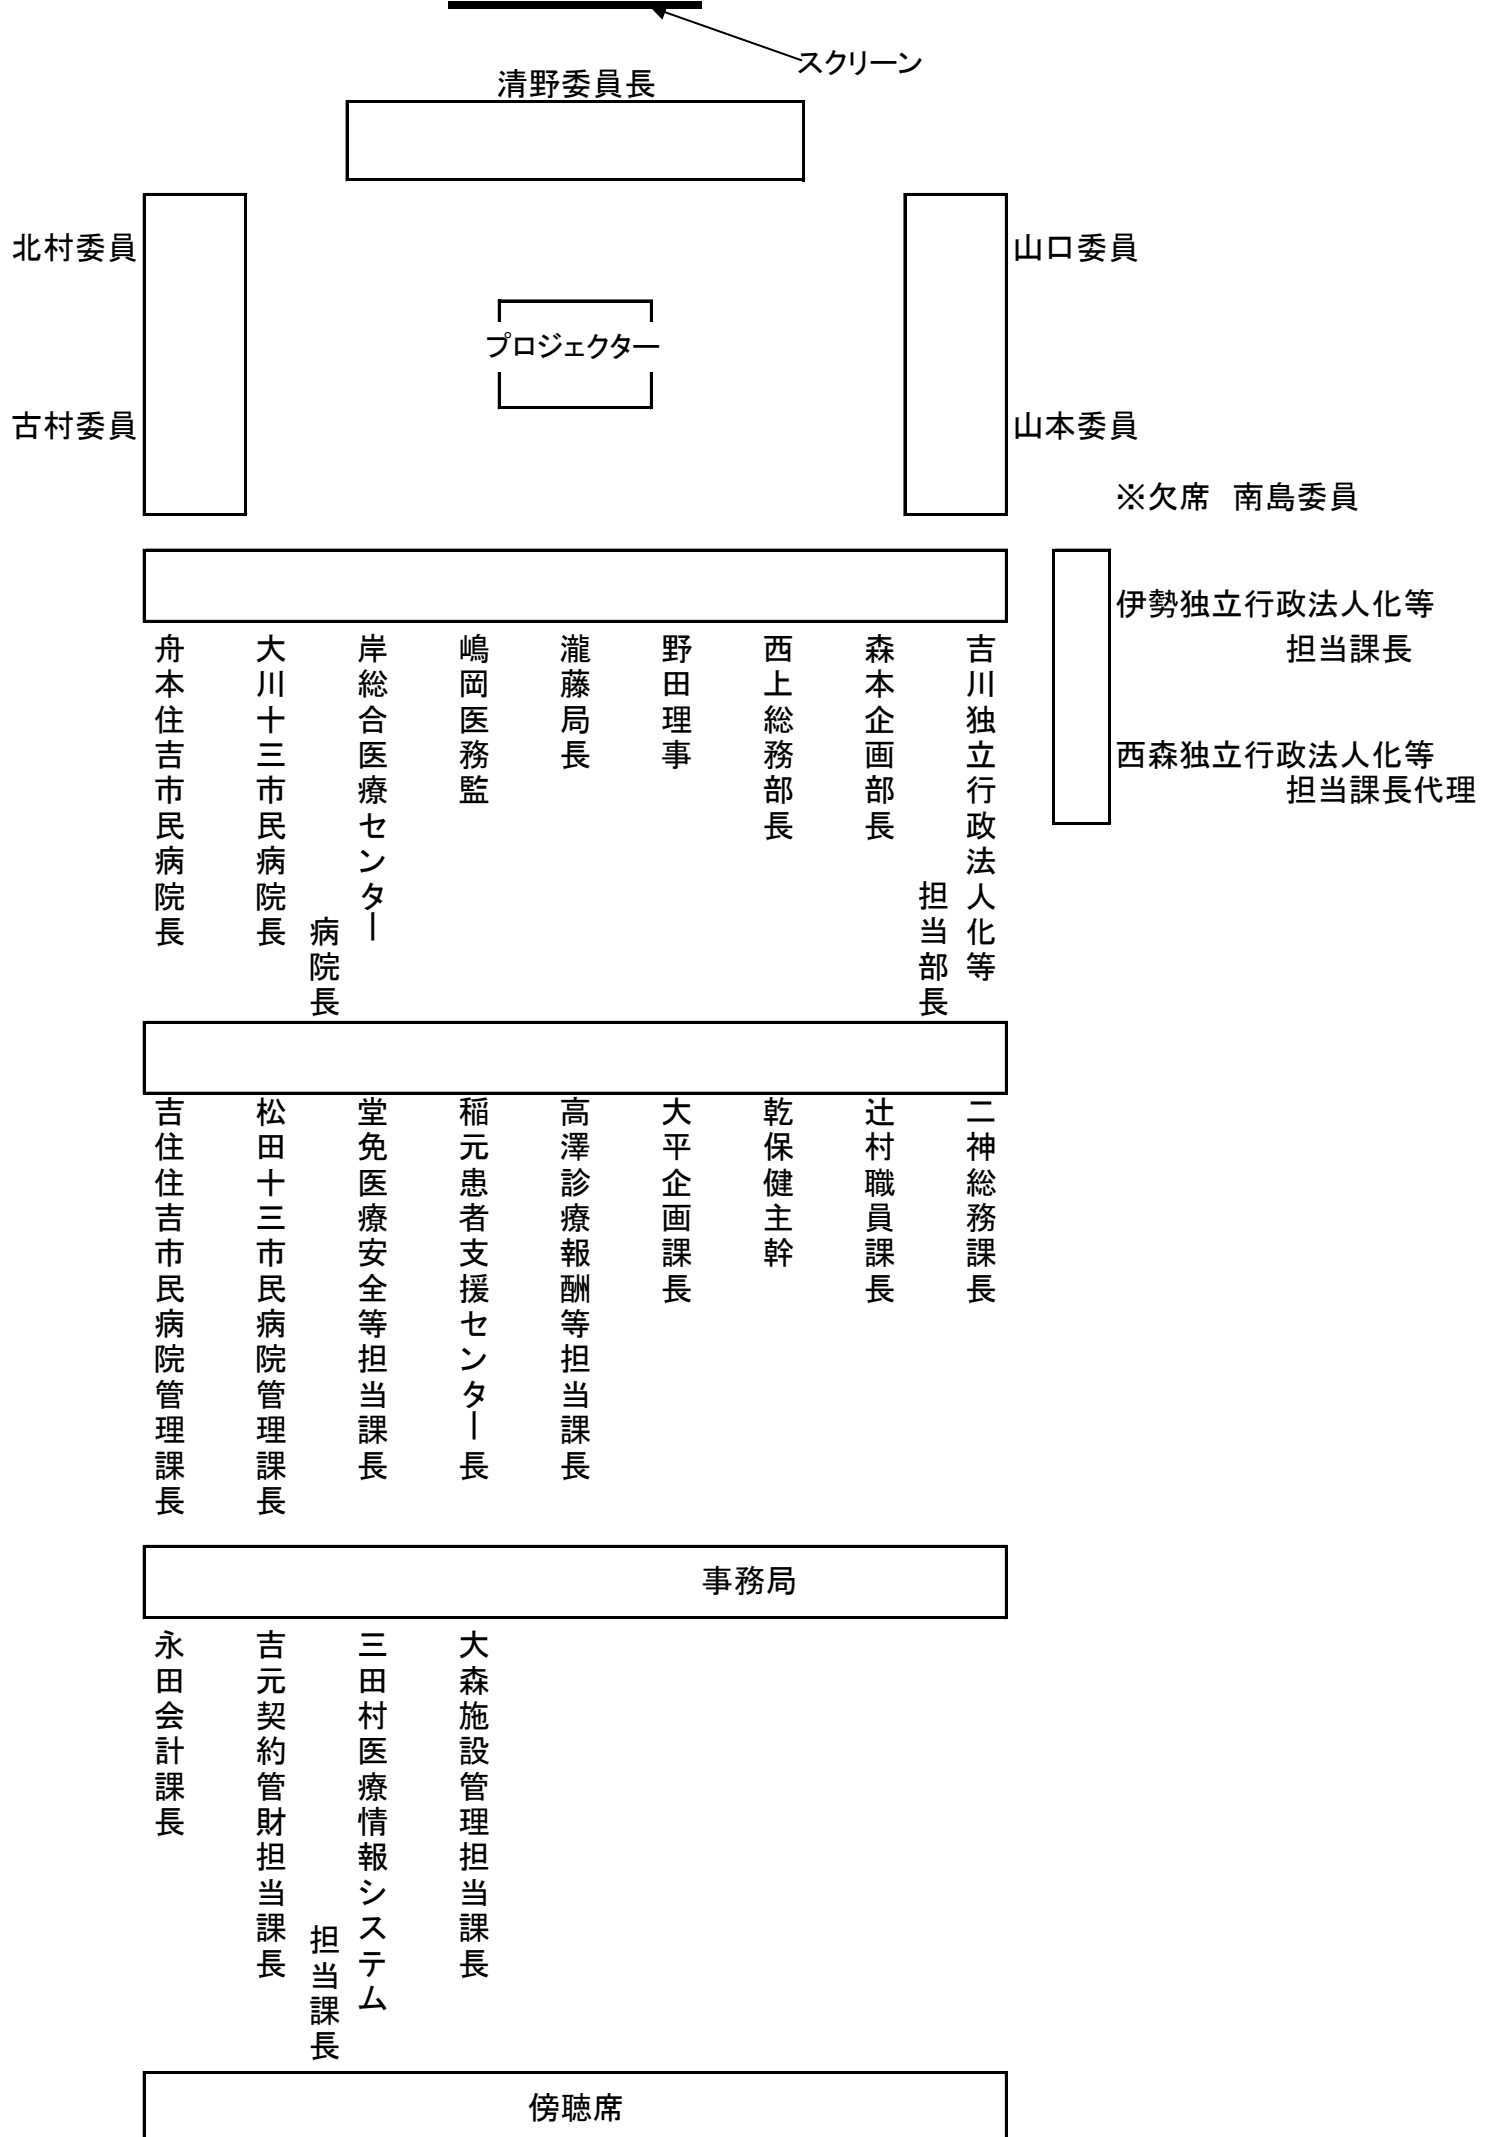 スクリーン
清野委員長
北村委員
山口委員
プロジェクター
古村委員
山本委員
※欠席　南島委員
伊勢独立行政法人化等
担当課長
西森独立行政法人化等
担当課長代理
舟本住吉市民病院長
大川十三市民病院長
岸総合医療センター
病院長
嶋岡医務監
瀧藤局長
野田理事
西上総務部長
森本企画部長
吉川独立行政法人化等
担当部長
吉住住吉市民病院管理課長
松田十三市民病院管理課長
堂免医療安全等担当課長
稲元患者支援センター長
高澤診療報酬等担当課長
大平企画課長
乾保健主幹
辻村職員課長
二神総務課長
事務局
永田会計課長
吉元契約管財担当課長
三田村医療情報システム
担当課長
大森施設管理担当課長
傍聴席